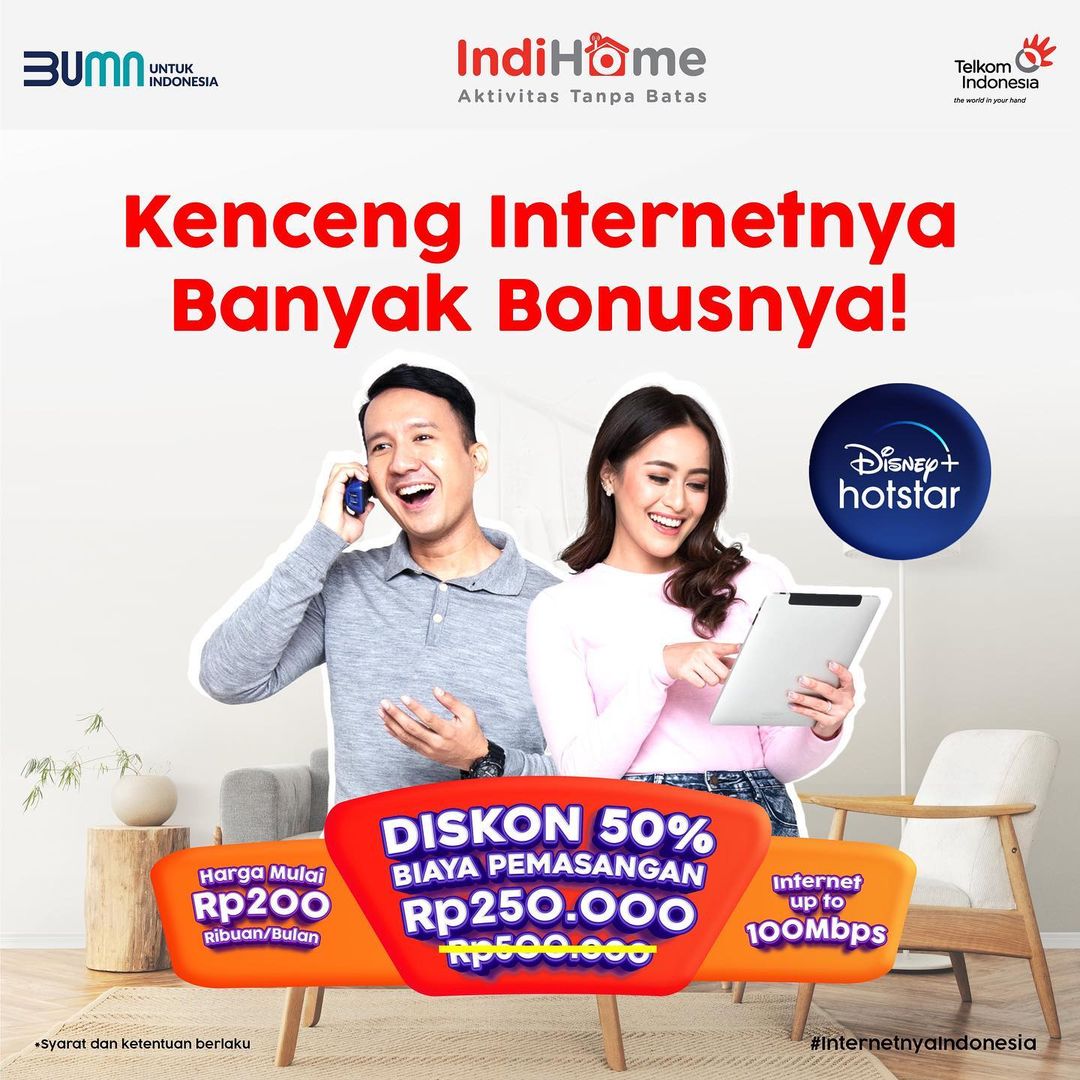 BUMN UNTUK
INDONESIA
IndiHome
Aktivitas Tanpa Batas
Telkom
Indonesia
the world in your hand
Kenceng Internetnya
Banyak Bonusnya!
Disney+
hotstar
Harga Mulai
Rp200
Ribuan/Bulan
DISKON 50%
BIAYA PEMASANGAN
Rp250.000
Rp500.000
Internet
up to
100Mbps
*Syarat dan ketentuan berlaku
#InternetnyaIndonesia